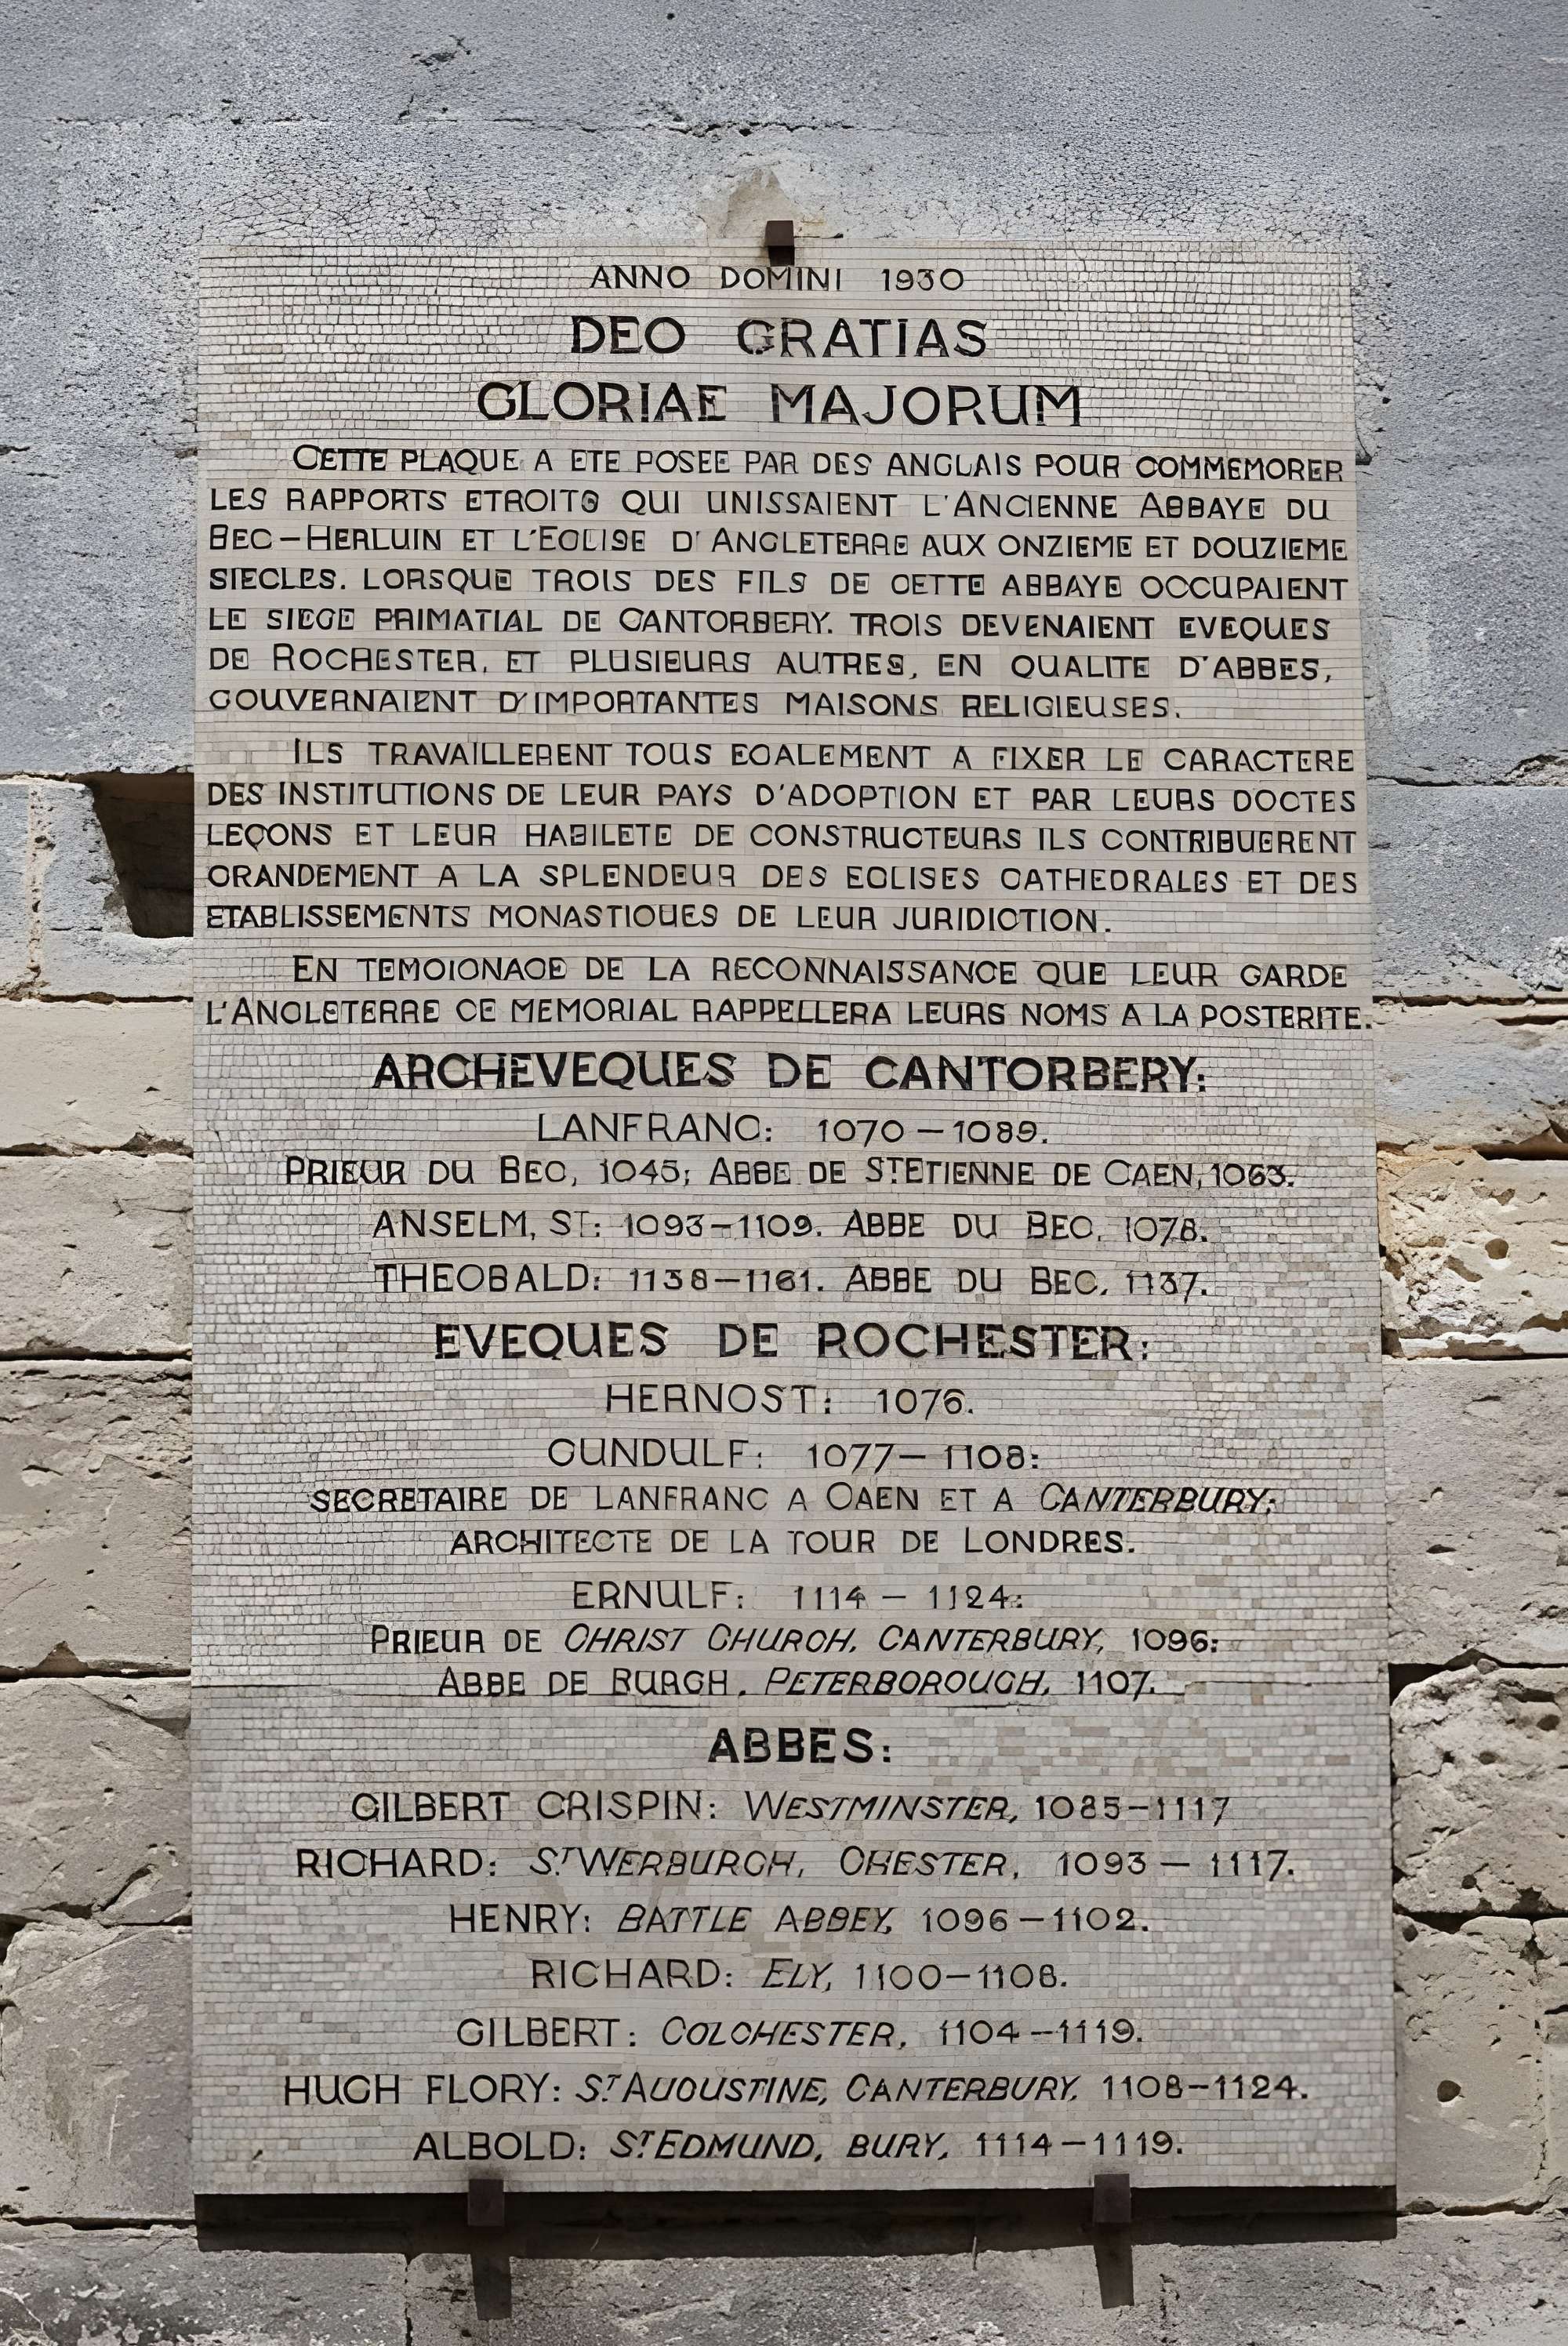 ANNO DOMINI 1930
DEO GRATIAS
GLORIAE MAJORUM
CETTE PLAQUE A ETE POSEE PAR DES ANGLAIS POUR COMMEMORER
LES RAPPORTS ETROITS QUI UNISSAIENT L'ANCIENNE ABBAYE DU
BEC-HERLUIN ET L'EGLISE D'ANGLETERRE AUX ONZIEME ET DOUZIEME
SIECLES. LORSQUE TROIS DES FILS DE CETTE ABBAYE OCCUPAIENT
LE SIEGE PRIMATIAL DE CANTORBERY. TROIS DEVENAIENT EVEQUES
DE ROCHESTER, ET PLUSIEURS AUTRES, EN QUALITE D'ABBES,
GOUVERNAIENT D'IMPORTANTES MAISONS RELIGIEUSES.
ILS TRAVAILLERENT TOUS EGALEMENT A FIXER LE CARACTERE
DES INSTITUTIONS DE LEUR PAYS D'ADOPTION ET PAR LEURS DOCTES
LEÇONS ET LEUR HABILETE DE CONSTRUCTEURS ILS CONTRIBUERENT
GRANDEMENT A LA SPLENDEUR DES EGLISES CATHEDRALES ET DES
ETABLISSEMENTS MONASTIQUES DE LEUR JURIDICTION.
EN TEMOIGNAGE DE LA RECONNAISSANCE QUE LEUR GARDE
L'ANGLETERRE CE MEMORIAL RAPPELLERA LEURS NOMS A LA POSTERITE.
ARCHEVEQUES DE CANTORBERY:
LANFRANC: 1070-1089.
PRIEUR DU BEC, 1045; ABBE DE ST ETIENNE DE CAEN, 1063.
ANSELM, ST: 1093-1109. ABBE DU BEC, 1078.
THEOBALD: 1138-1161. ABBE DU BEC, 1137.
EVEQUES DE ROCHESTER:
HERNOST: 1076.
GUNDULF: 1077-1108:
SECRETAIRE DE LANFRANC A CAEN ET A CANTERBURY;
ARCHITECTE DE LA TOUR DE LONDRES.
ERNULF: 1114-1124:
PRIEUR DE CHRIST CHURCH, CANTERBURY, 1096:
ABBE DE BURGH, PETERBOROUGH, 1107.
ABBES:
GILBERT CRISPIN: WESTMINSTER, 1085-1117
RICHARD: ST WERBURGH, CHESTER, 1093-1117.
HENRY: BATTLE ABBEY, 1096-1102.
RICHARD: ELY, 1100-1108.
GILBERT: COLCHESTER, 1104-1119.
HUGH FLORY: ST AUGUSTINE, CANTERBURY, 1108-1124.
ALBOLD: ST EDMUND, BURY, 1114-1119.